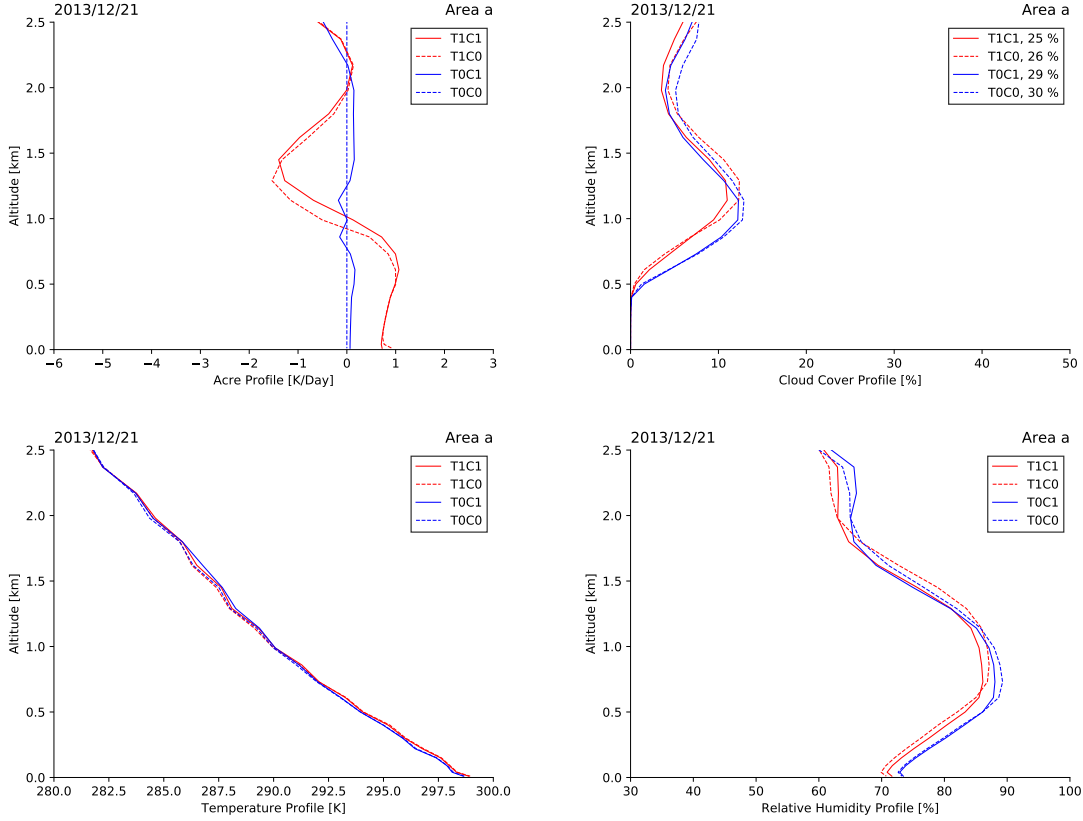 2013/12/21 Area a
T1C1
T1C0
T0C1
T0C0
2.5
2.0
1.5
1.0
0.5
0.0
Altitude [km]
−6 −5 −4 −3 −2 −1 0 1 2 3
Acre Profile [K/Day]
2013/12/21 Area a
T1C1, 25 %
T1C0, 26 %
T0C1, 29 %
T0C0, 30 %
2.5
2.0
1.5
1.0
0.5
0.0
Altitude [km]
0 10 20 30 40 50
Cloud Cover Profile [%]
2013/12/21 Area a
T1C1
T1C0
T0C1
T0C0
2.5
2.0
1.5
1.0
0.5
0.0
Altitude [km]
280.0 282.5 285.0 287.5 290.0 292.5 295.0 297.5 300.0
Temperature Profile [K]
2013/12/21 Area a
T1C1
T1C0
T0C1
T0C0
2.5
2.0
1.5
1.0
0.5
0.0
Altitude [km]
30 40 50 60 70 80 90 100
Relative Humidity Profile [%]